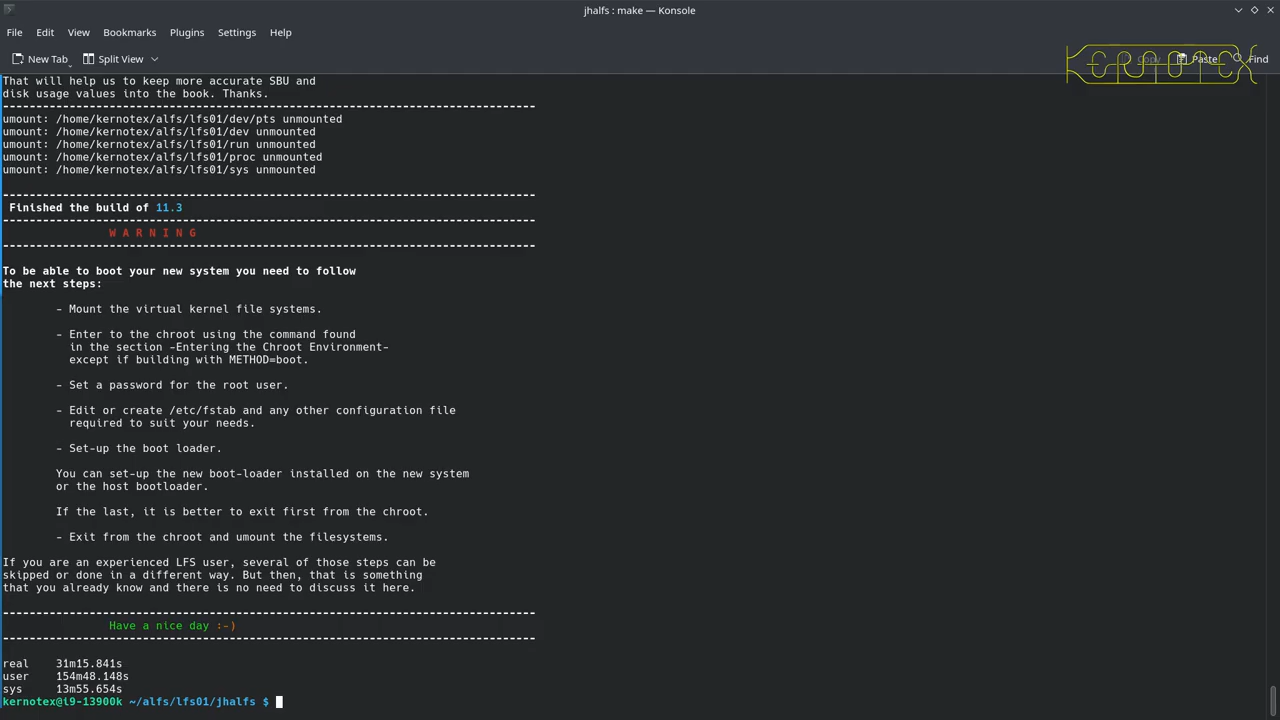 jhalfs : make — Konsole
File Edit View Bookmarks Plugins Settings Help
New Tab Split View Copy Paste Find
KERNOTEX
That will help us to keep more accurate SBU and
disk usage values into the book. Thanks.
--------------------------------------------------------------------------------
umount: /home/kernotex/alfs/lfs01/dev/pts unmounted
umount: /home/kernotex/alfs/lfs01/dev unmounted
umount: /home/kernotex/alfs/lfs01/run unmounted
umount: /home/kernotex/alfs/lfs01/proc unmounted
umount: /home/kernotex/alfs/lfs01/sys unmounted
--------------------------------------------------------------------------------
Finished the build of 11.3
--------------------------------------------------------------------------------
W A R N I N G
--------------------------------------------------------------------------------
To be able to boot your new system you need to follow
the next steps:
- Mount the virtual kernel file systems.
- Enter to the chroot using the command found
in the section -Entering the Chroot Environment-
except if building with METHOD=boot.
- Set a password for the root user.
- Edit or create /etc/fstab and any other configuration file
required to suit your needs.
- Set-up the boot loader.
You can set-up the new boot-loader installed on the new system
or the host bootloader.
If the last, it is better to exit first from the chroot.
- Exit from the chroot and umount the filesystems.
If you are an experienced LFS user, several of those steps can be
skipped or done in a different way. But then, that is something
that you already know and there is no need to discuss it here.
--------------------------------------------------------------------------------
Have a nice day :-)
--------------------------------------------------------------------------------
real 31m15.841s
user 154m48.148s
sys 13m55.654s
kernotex@i9-13900k ~/alfs/lfs01/jhalfs $